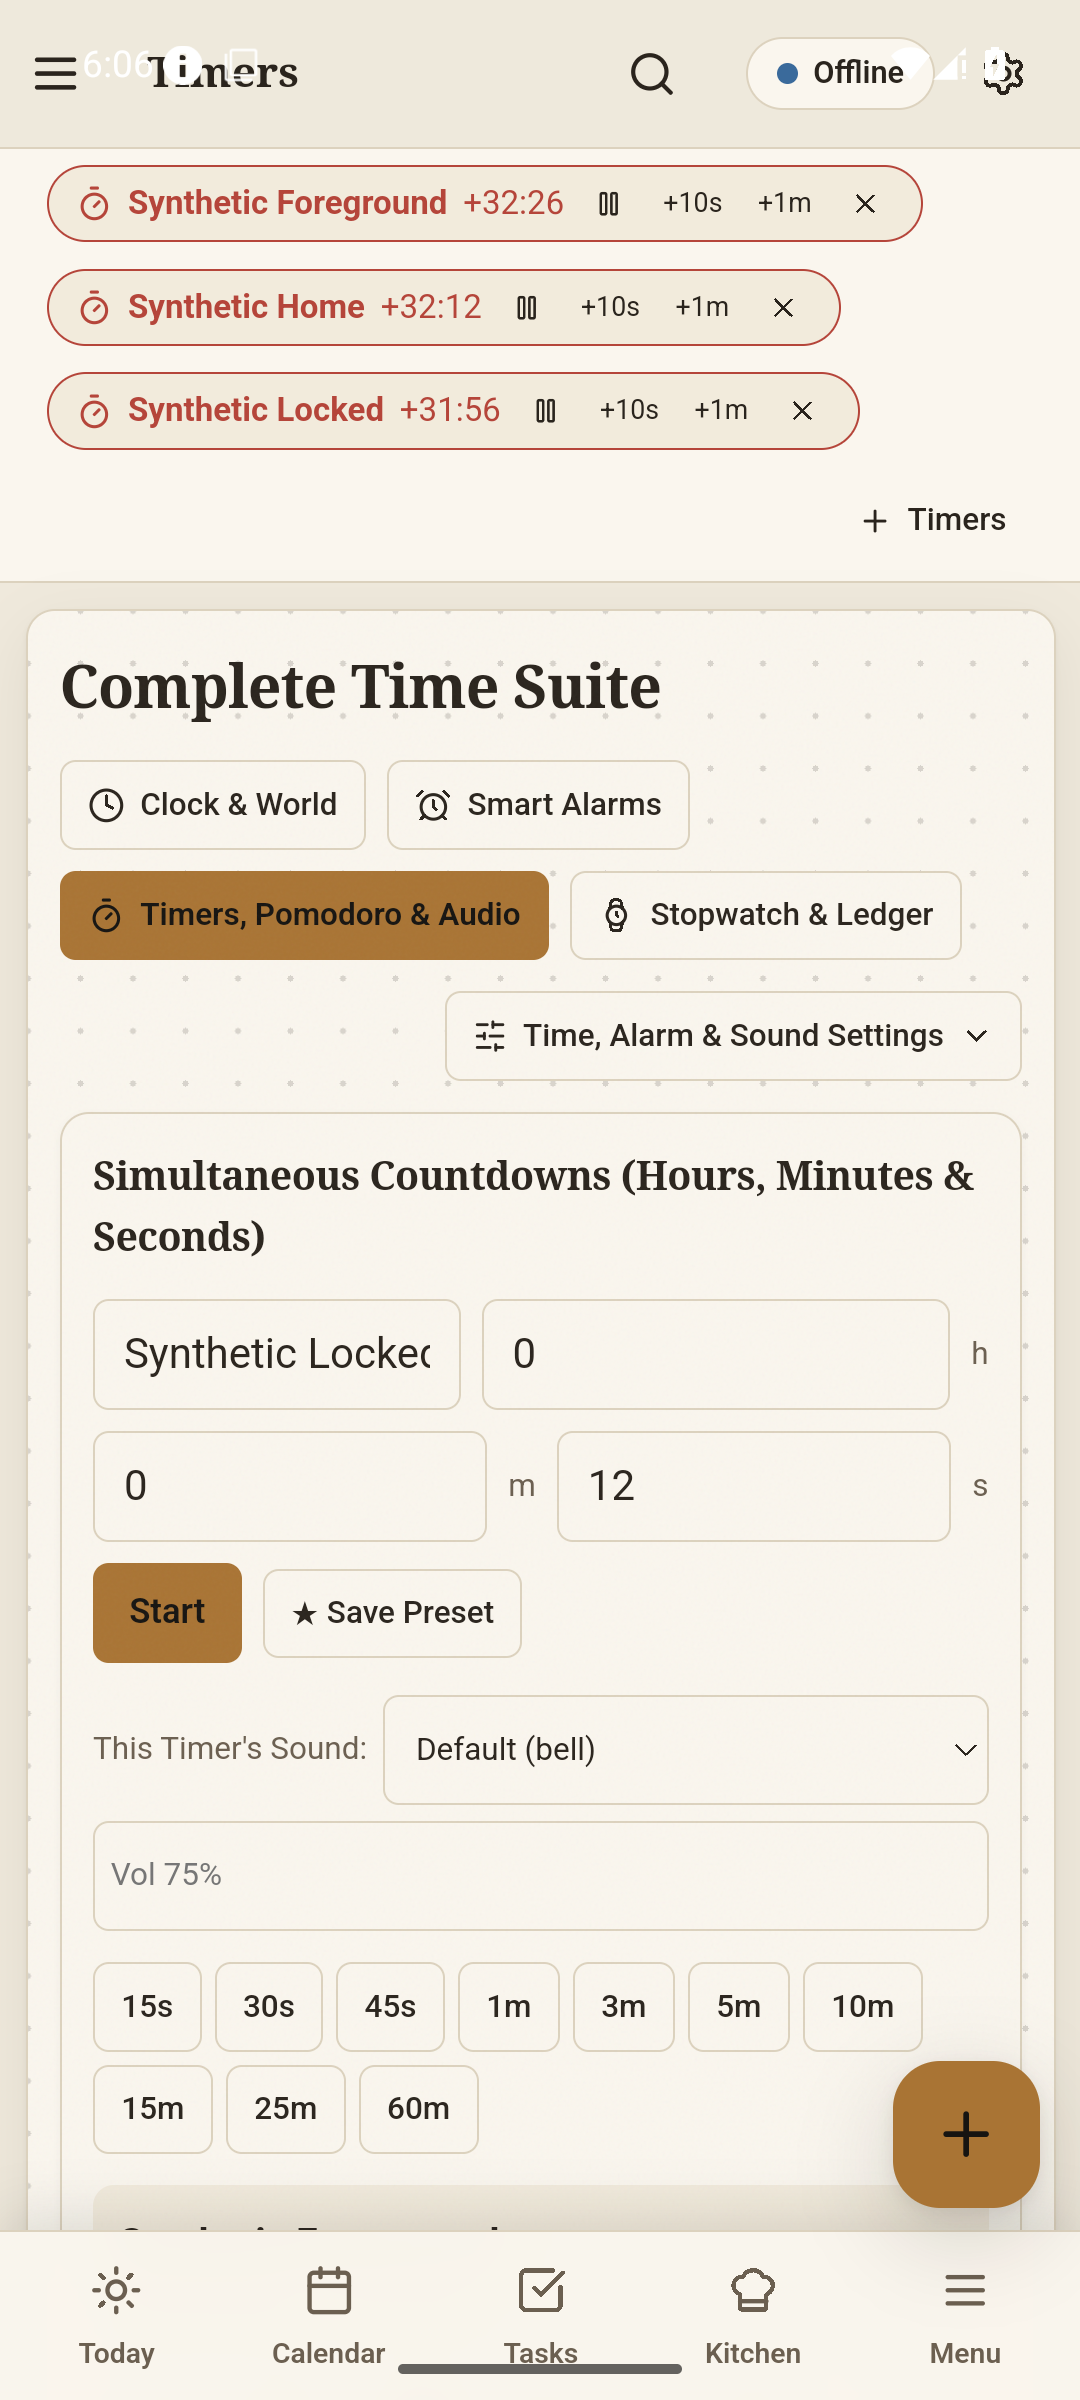 6:06
Timers
Offline
Synthetic Foreground +32:26 +10s +1m
Synthetic Home +32:12 +10s +1m
Synthetic Locked +31:56 +10s +1m
Timers
Complete Time Suite
Clock & World
Smart Alarms
Timers, Pomodoro & Audio
Stopwatch & Ledger
Time, Alarm & Sound Settings
Simultaneous Countdowns (Hours, Minutes &
Seconds)
Synthetic Locked
0 h
0 m
12 s
Start
★ Save Preset
This Timer's Sound: Default (bell)
Vol 75%
15s 30s 45s 1m 3m 5m 10m
15m 25m 60m
Today Calendar Tasks Kitchen Menu